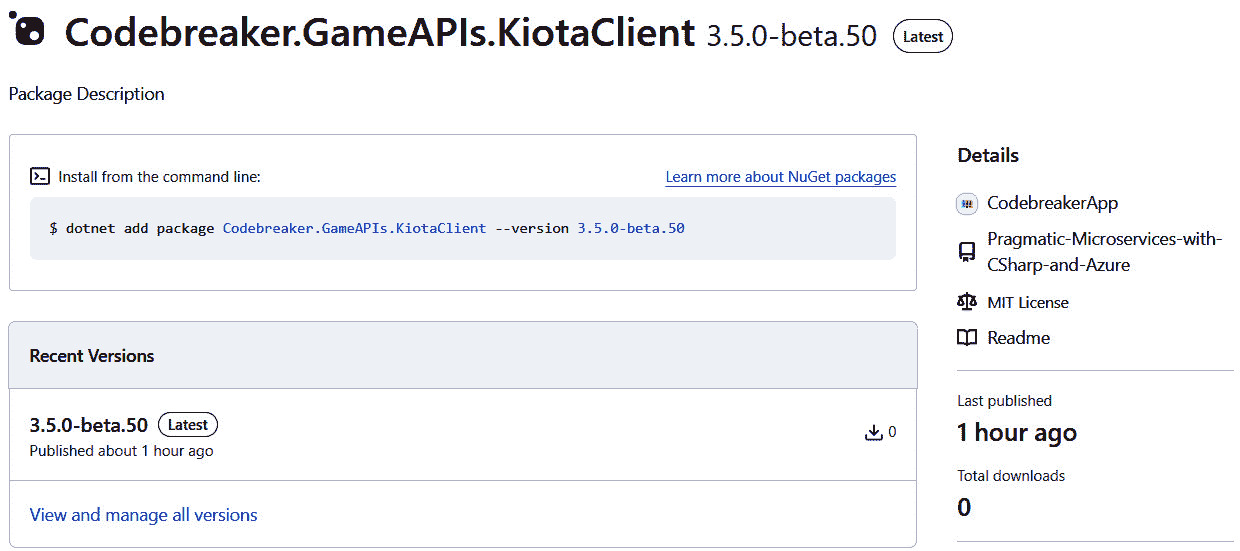 Codebreaker.GameAPIs.KiotaClient 3.5.0-beta.50 Latest
Package Description
Install from the command line: Learn more about NuGet packages
$ dotnet add package Codebreaker.GameAPIs.KiotaClient --version 3.5.0-beta.50
Recent Versions
3.5.0-beta.50 Latest
Published about 1 hour ago
0
View and manage all versions
Details
CodebreakerApp
Pragmatic-Microservices-with-
CSharp-and-Azure
MIT License
Readme
Last published
1 hour ago
Total downloads
0